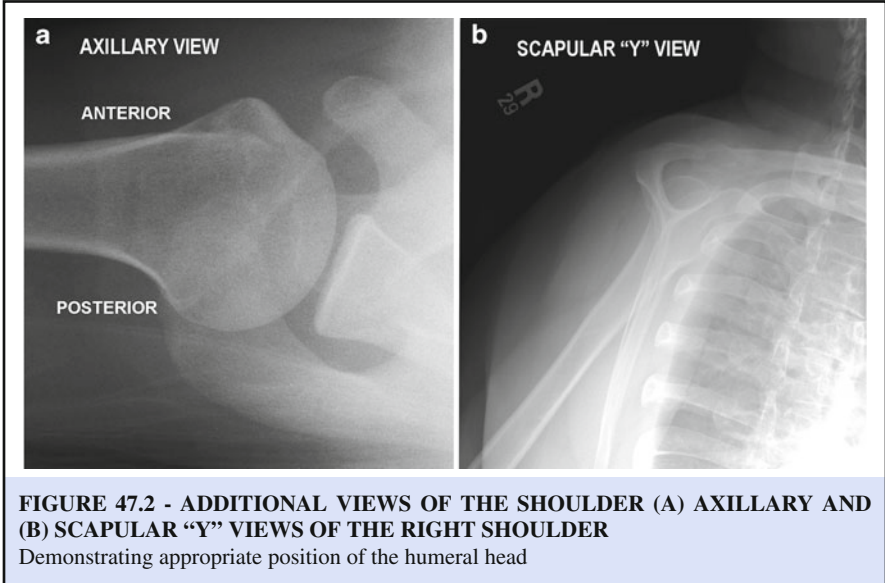 a
AXILLARY VIEW
ANTERIOR
POSTERIOR
b
SCAPULAR “Y” VIEW
R
29
FIGURE 47.2 - ADDITIONAL VIEWS OF THE SHOULDER (A) AXILLARY AND
(B) SCAPULAR “Y” VIEWS OF THE RIGHT SHOULDER
Demonstrating appropriate position of the humeral head